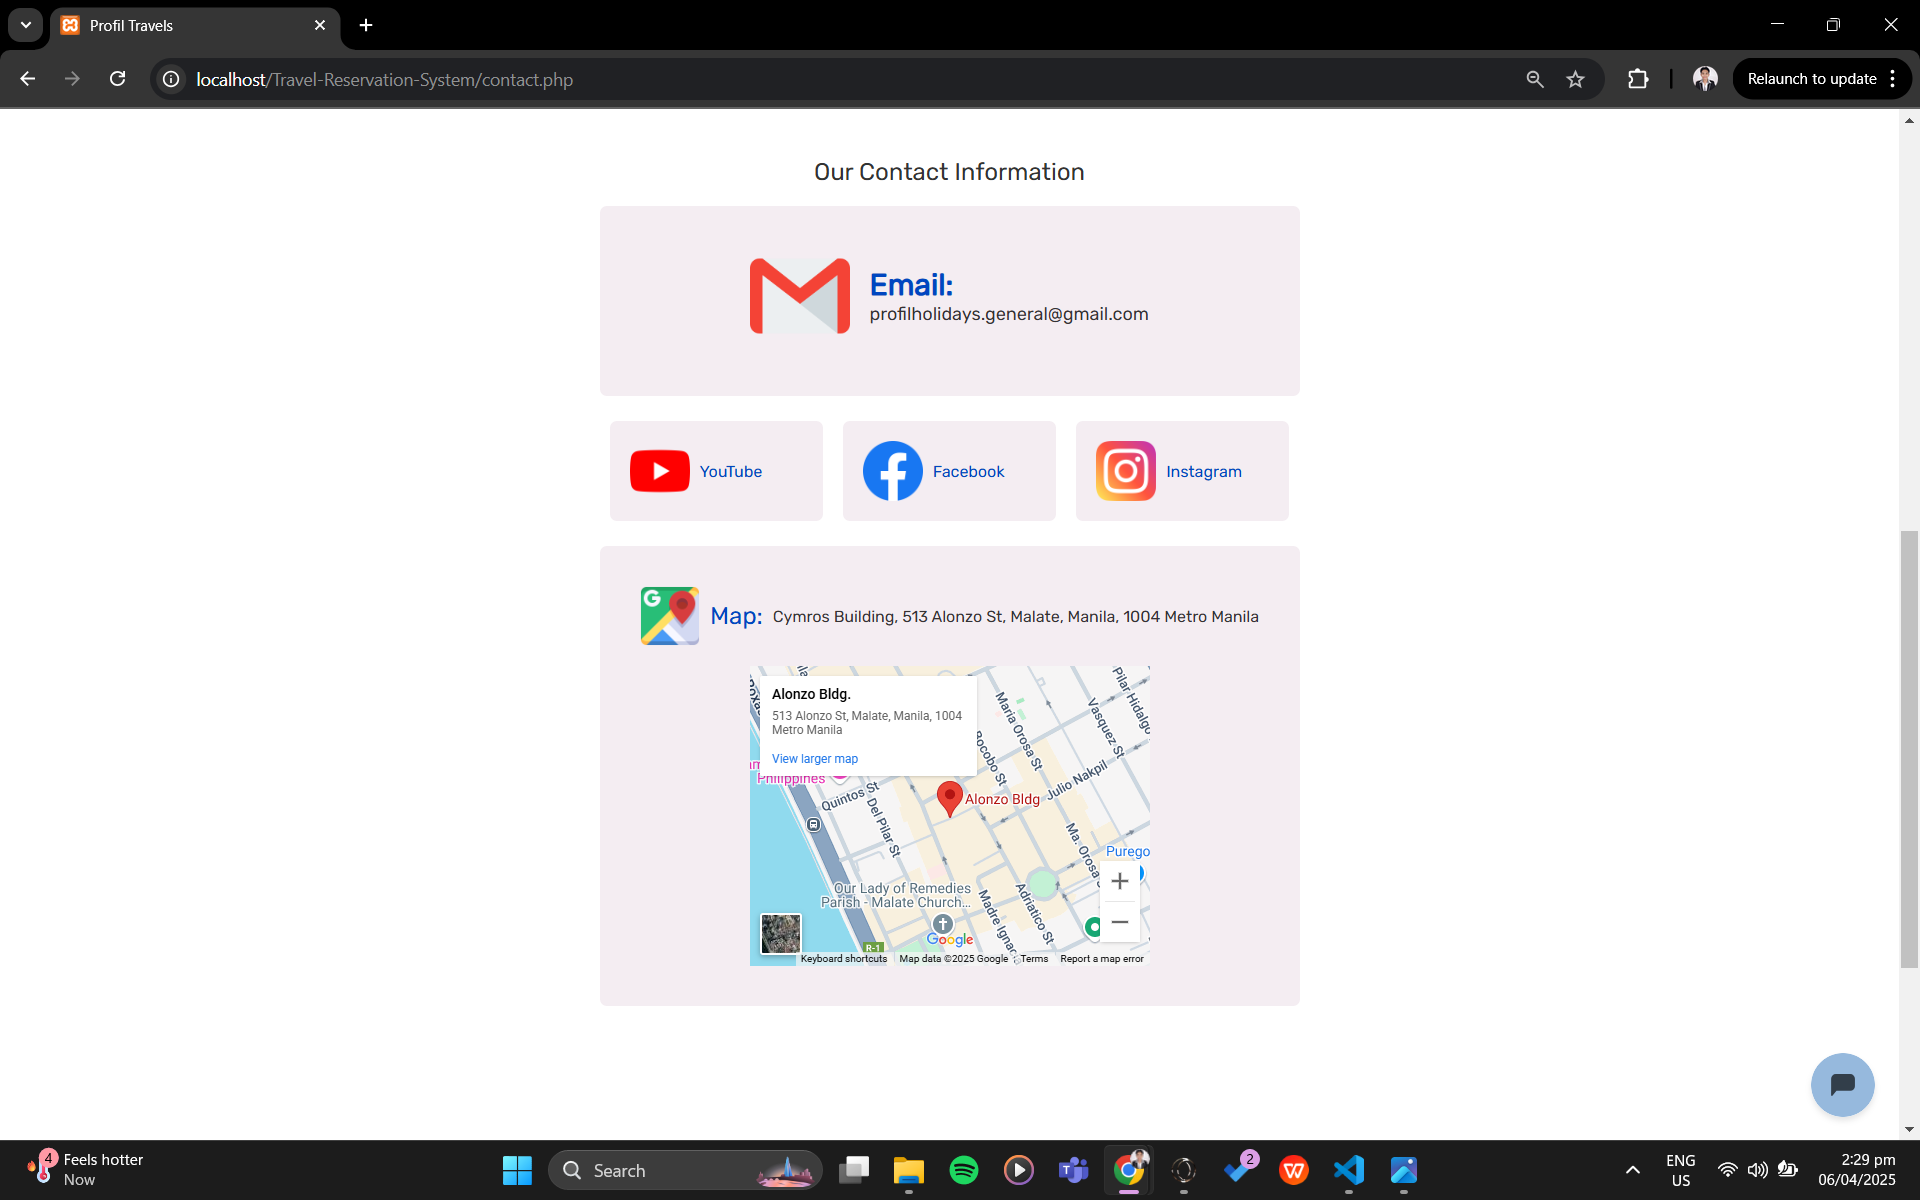 Profil Travels
localhost/Travel-Reservation-System/contact.php
Relaunch to update
Our Contact Information
Email:
profilholidays.general@gmail.com
YouTube
Facebook
Instagram
G
Map: Cymros Building, 513 Alonzo St, Malate, Manila, 1004 Metro Manila
Alonzo Bldg.
513 Alonzo St, Malate, Manila, 1004
Metro Manila
View larger map
Philippines
Quintos St
Del Pilar St
Bocobo St
Maria Orosa St
Vasquez St
Pilar Hidalgo
Julio Nakpil
Alonzo Bldg
Ma. Orosa
Purego
Our Lady of Remedies
Parish - Malate Church...
Madre Ignac
Adriatico St
R-1
Google
Keyboard shortcuts
Map data ©2025 Google
Terms
Report a map error
4
Feels hotter
Now
Search
2
ENG
US
2:29 pm
06/04/2025